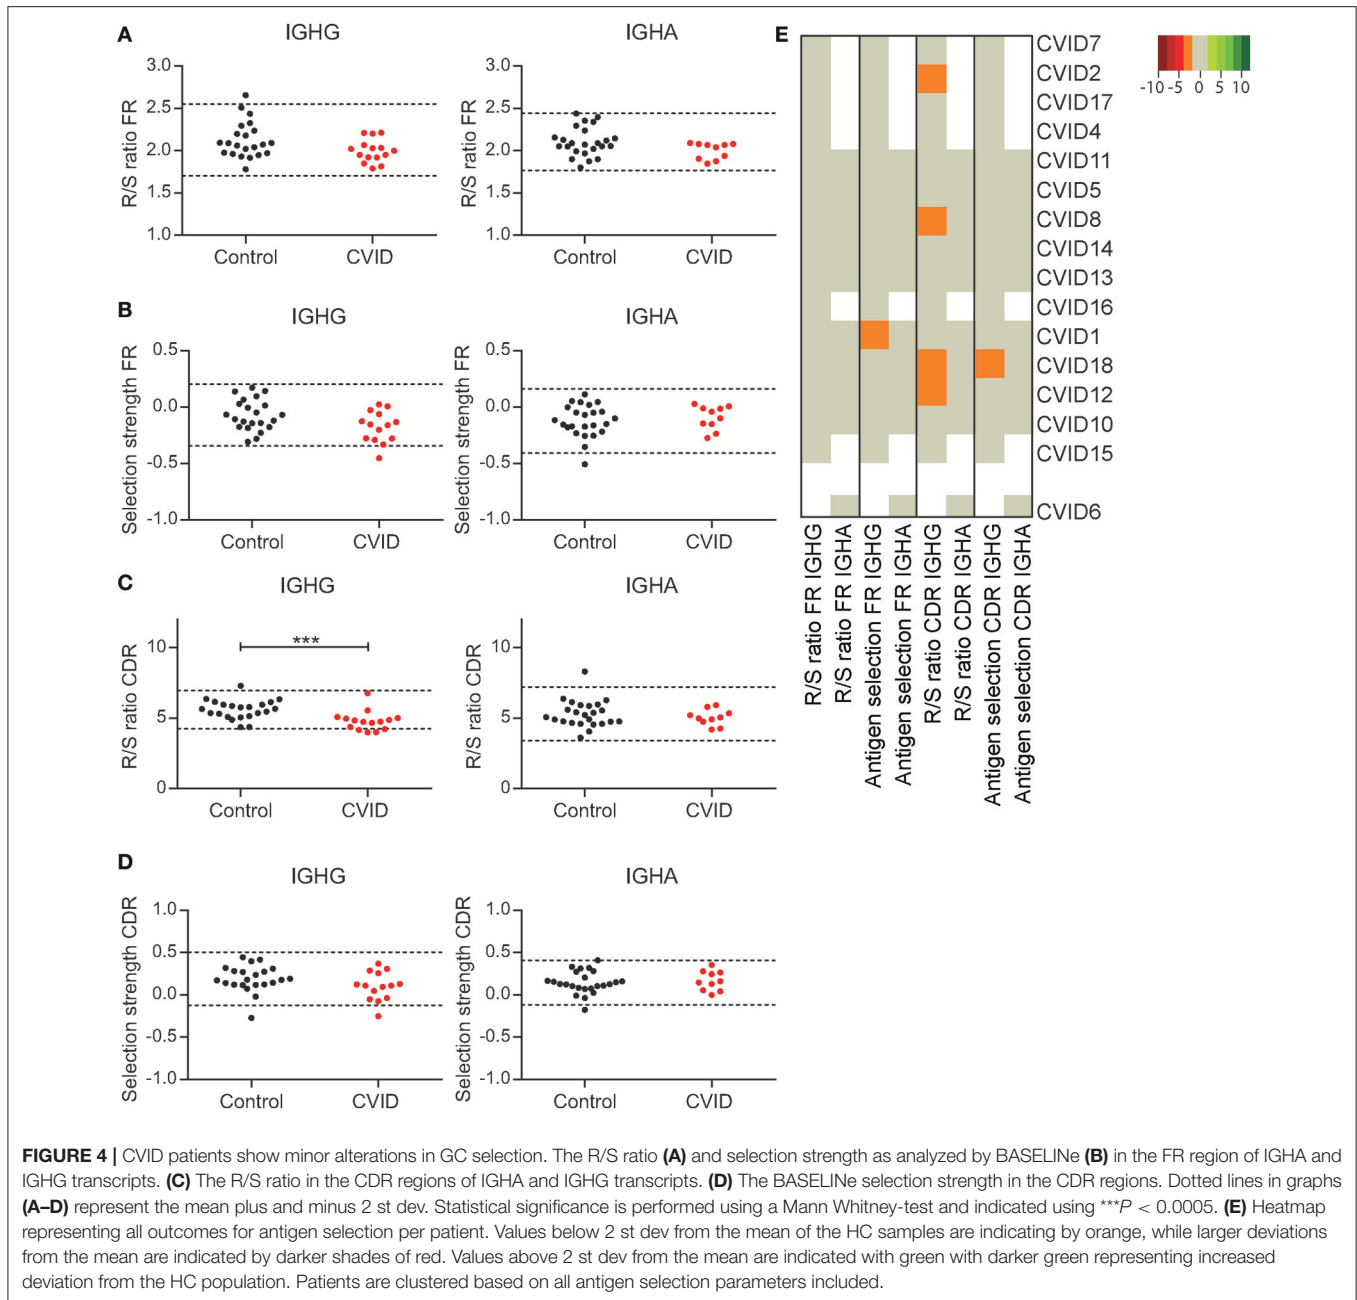 A
IGHG
R/S ratio FR
3.0
2.5
2.0
1.5
1.0
Control
CVID
IGHA
R/S ratio FR
3.0
2.5
2.0
1.5
1.0
Control
CVID
B
IGHG
Selection strength FR
0.5
0.0
-0.5
-1.0
Control
CVID
IGHA
Selection strength FR
0.5
0.0
-0.5
-1.0
Control
CVID
C
IGHG
R/S ratio CDR
10
5
0
***
Control
CVID
IGHA
R/S ratio CDR
10
5
0
Control
CVID
D
IGHG
Selection strength CDR
1.0
0.5
0.0
-0.5
-1.0
Control
CVID
IGHA
Selection strength CDR
1.0
0.5
0.0
-0.5
-1.0
Control
CVID
E
CVID7
CVID2
CVID17
CVID4
CVID11
CVID5
CVID8
CVID14
CVID13
CVID16
CVID1
CVID18
CVID12
CVID10
CVID15
CVID6
R/S ratio FR IGHG
R/S ratio FR IGHA
Antigen selection FR IGHG
Antigen selection FR IGHA
R/S ratio CDR IGHG
R/S ratio CDR IGHA
Antigen selection CDR IGHG
Antigen selection CDR IGHA
-10 -5 0 5 10
FIGURE 4 | CVID patients show minor alterations in GC selection. The R/S ratio (A) and selection strength as analyzed by BASELINe (B) in the FR region of IGHA and
IGHG transcripts. (C) The R/S ratio in the CDR regions of IGHA and IGHG transcripts. (D) The BASELINe selection strength in the CDR regions. Dotted lines in graphs
(A–D) represent the mean plus and minus 2 st dev. Statistical significance is performed using a Mann Whitney-test and indicated using ***P < 0.0005. (E) Heatmap
representing all outcomes for antigen selection per patient. Values below 2 st dev from the mean of the HC samples are indicating by orange, while larger deviations
from the mean are indicated by darker shades of red. Values above 2 st dev from the mean are indicated with green with darker green representing increased
deviation from the HC population. Patients are clustered based on all antigen selection parameters included.